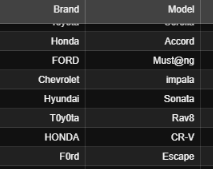 Brand Model
Honda Accord
FORD Must@ng
Chevrolet impala
Hyundai Sonata
T0y0ta Rav8
HONDA CR-V
F0rd Escape